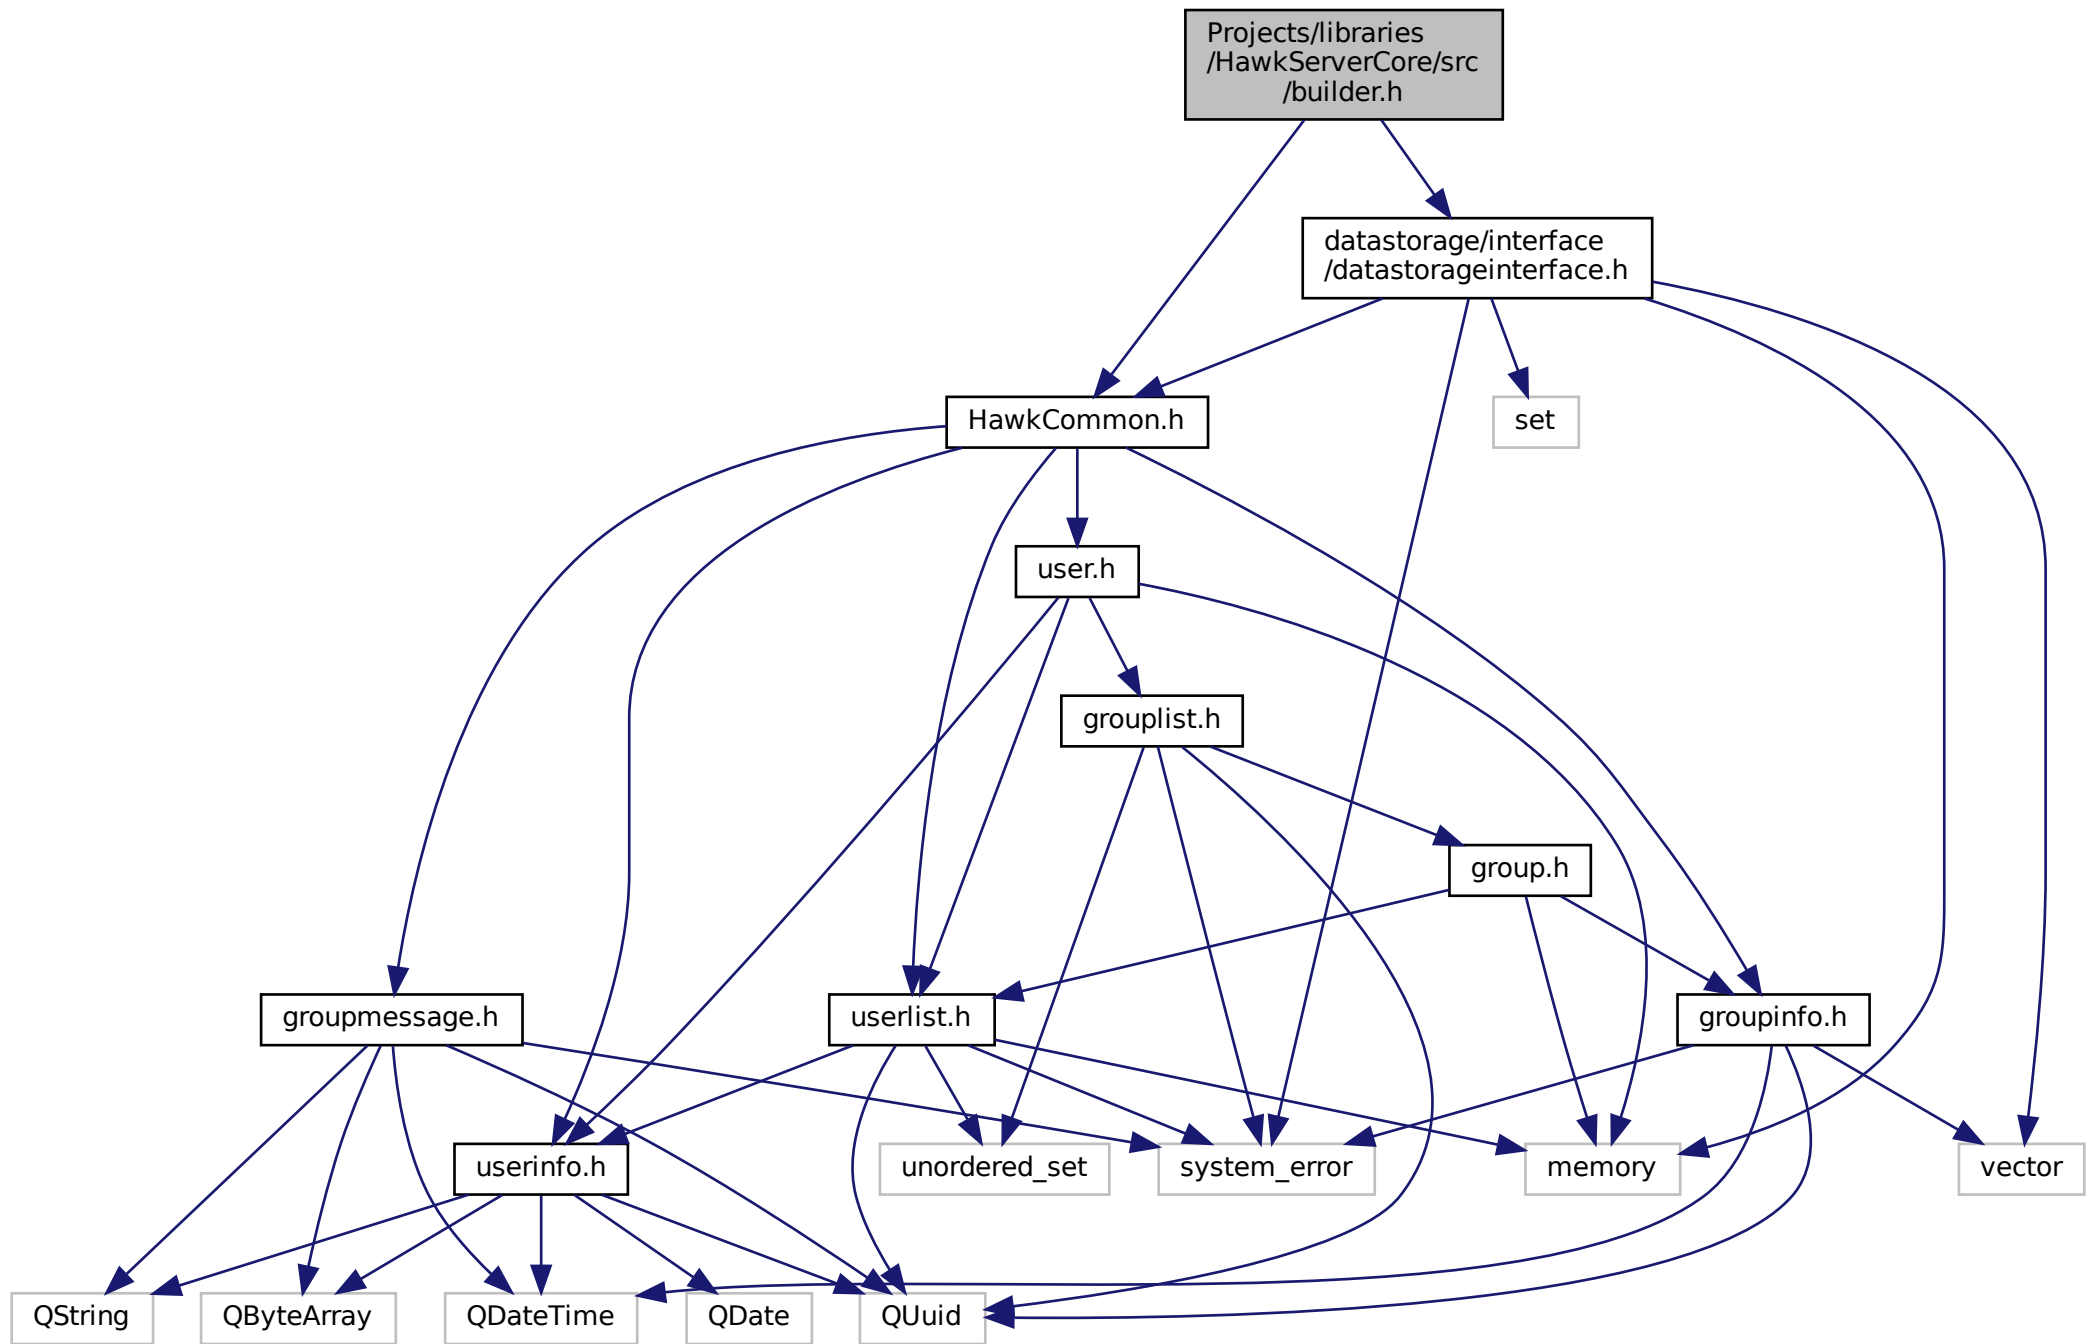 Projects/libraries
/HawkServerCore/src
/builder.h
datastorage/interface
/datastorageinterface.h
HawkCommon.h
set
user.h
grouplist.h
group.h
groupmessage.h
userlist.h
groupinfo.h
userinfo.h
unordered_set
system_error
memory
vector
QString
QByteArray
QDateTime
QDate
QUuid